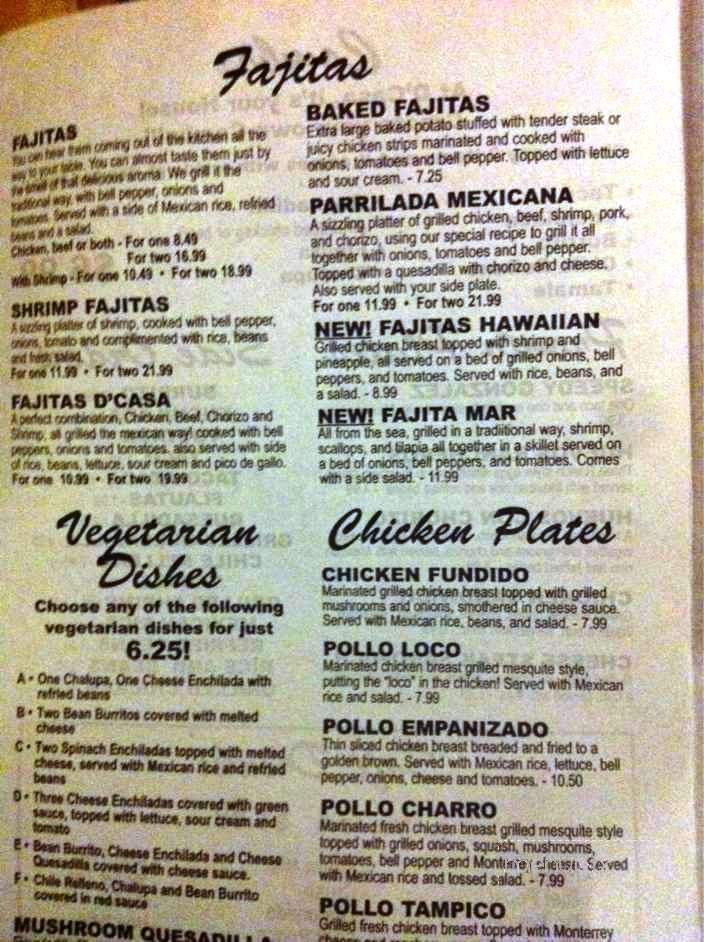 Fajitas
FAJITAS
You can hear them coming out of the kitchen all the
way to your table. You can almost taste them just by
the smell of that delicious aroma. We grill it the
traditional way, with bell pepper, onions and
tomatoes. Served with a side of Mexican rice, refried
beans and a salad.
Chicken, beef or both - For one 8.49
For two 16.99
With Shrimp - For one 10.49 • For two 18.99
SHRIMP FAJITAS
A sizzling platter of shrimp, cooked with bell pepper,
onions, tomato and complimented with rice, beans
and fresh salad.
For one 11.99 • For two 21.99
FAJITAS D'CASA
A perfect combination, Chicken, Beef, Chorizo and
Shrimp, all grilled the mexican way! cooked with bell
peppers, onions and tomatoes. also served with side
of rice, beans, lettuce, sour cream and pico de gallo.
For one 10.99 • For two 19.99
BAKED FAJITAS
Extra large baked potato stuffed with tender steak or
juicy chicken strips marinated and cooked with
onions, tomatoes and bell pepper. Topped with lettuce
and sour cream. - 7.25
PARRILADA MEXICANA
A sizzling platter of grilled chicken, beef, shrimp, pork,
and chorizo, using our special recipe to grill it all
together with onions, tomatoes and bell pepper.
Topped with a quesadilla with chorizo and cheese.
Also served with your side plate.
For one 11.99 • For two 21.99
NEW! FAJITAS HAWAIIAN
Grilled chicken breast topped with shrimp and
pineapple, all served on a bed of grilled onions, bell
peppers, and tomatoes. Served with rice, beans, and
a salad. - 8.99
NEW! FAJITA MAR
All from the sea, grilled in a tradiitional way, shrimp,
scallops, and tilapia all together in a skillet served on
a bed of onions, bell peppers, and tomatoes. Comes
with a side salad. - 11.99
Vegetarian
Dishes
Choose any of the following
vegetarian dishes for just
6.25!
A • One Chalupa, One Cheese Enchilada with
refried beans
B • Two Bean Burritos covered with melted
cheese
C • Two Spinach Enchiladas topped with melted
cheese, served with Mexican rice and refried
beans
D • Three Cheese Enchiladas covered with green
sauce, topped with lettuce, sour cream and
tomato
E • Bean Burrito, Cheese Enchilada and Cheese
Quesadilla covered with cheese sauce.
F • Chile Relleno, Chalupa and Bean Burrito
covered in red sauce
MUSHROOM QUESADILLA
Chicken Plates
CHICKEN FUNDIDO
Marinated grilled chicken breast topped with grilled
mushrooms and onions, smothered in cheese sauce.
Served with Mexican rice, beans, and salad. - 7.99
POLLO LOCO
Marinated chicken breast grilled mesquite style,
putting the "loco" in the chicken! Served with Mexican
rice and salad. - 7.99
POLLO EMPANIZADO
Thin sliced chicken breast breaded and fried to a
golden brown. Served with Mexican rice, lettuce, bell
pepper, onions, cheese and tomatoes. - 10.50
POLLO CHARRO
Marinated fresh chicken breast grilled mesquite style
topped with grilled onions, squash, mushrooms,
tomatoes, bell pepper and Monterrey cheese. Served
with Mexican rice and tossed salad. - 7.99
POLLO TAMPICO
Grilled fresh chicken breast topped with Monterrey